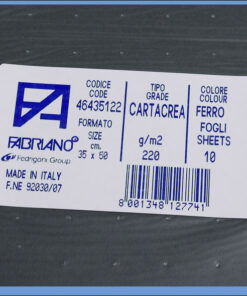 CODICE
CODE
46435122
FORMATO
SIZE
cm.
35 x 50
TIPO
GRADE
CARTACREA
g/m2
220
COLORE
COLOUR
FERRO
FOGLI
SHEETS
10
FABRIANO
Fedrigoni Group
MADE IN ITALY
F.NE 92030/07
8 001348 127741